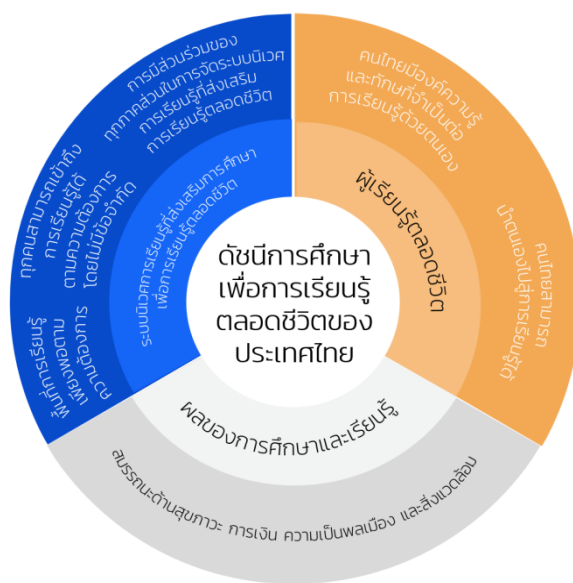 ดัชนีการศึกษา
เพื่อการเรียนรู้
ตลอดชีวิตของ
ประเทศไทย
ระบบนิเวศการเรียนรู้ที่ส่งเสริมการศึกษา
เพื่อการเรียนรู้ตลอดชีวิต
การมีส่วนร่วมของ
ทุกภาคส่วนในการจัดระบบนิเวศ
การเรียนรู้ที่ส่งเสริม
การเรียนรู้ตลอดชีวิต
ทุกคนสามารถเข้าถึง
การเรียนรู้ได้
ตามความต้องการ
โดยไม่มีข้อจำกัด
พื้นที่การเรียนรู้
เพียงพอตาม
ความต้องการ
ผู้เรียนรู้ตลอดชีวิต
คนไทยมีองค์ความรู้
และทักษะที่จำเป็นต่อ
การเรียนรู้ด้วยตนเอง
คนไทยสามารถ
นำตนเองไปสู่การเรียนรู้ได้
ผลของการศึกษาและเรียนรู้
สมรรถนะด้านสุขภาวะ การเงิน ความเป็นพลเมือง และสิ่งแวดล้อม